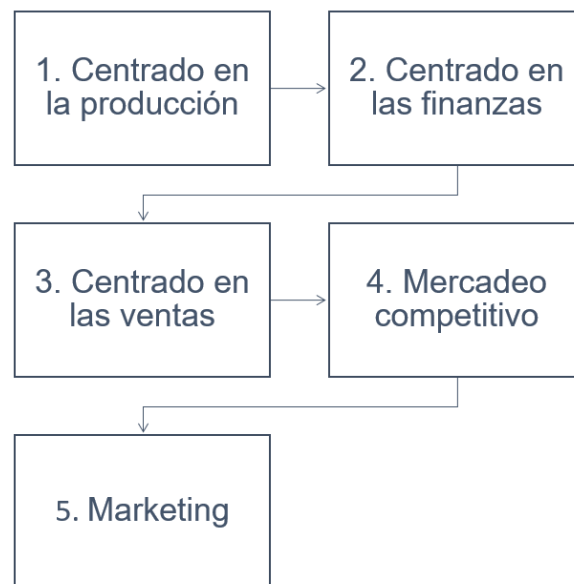 1. Centrado en
la producción
2. Centrado en
las finanzas
3. Centrado en
las ventas
4. Mercadeo
competitivo
5. Marketing